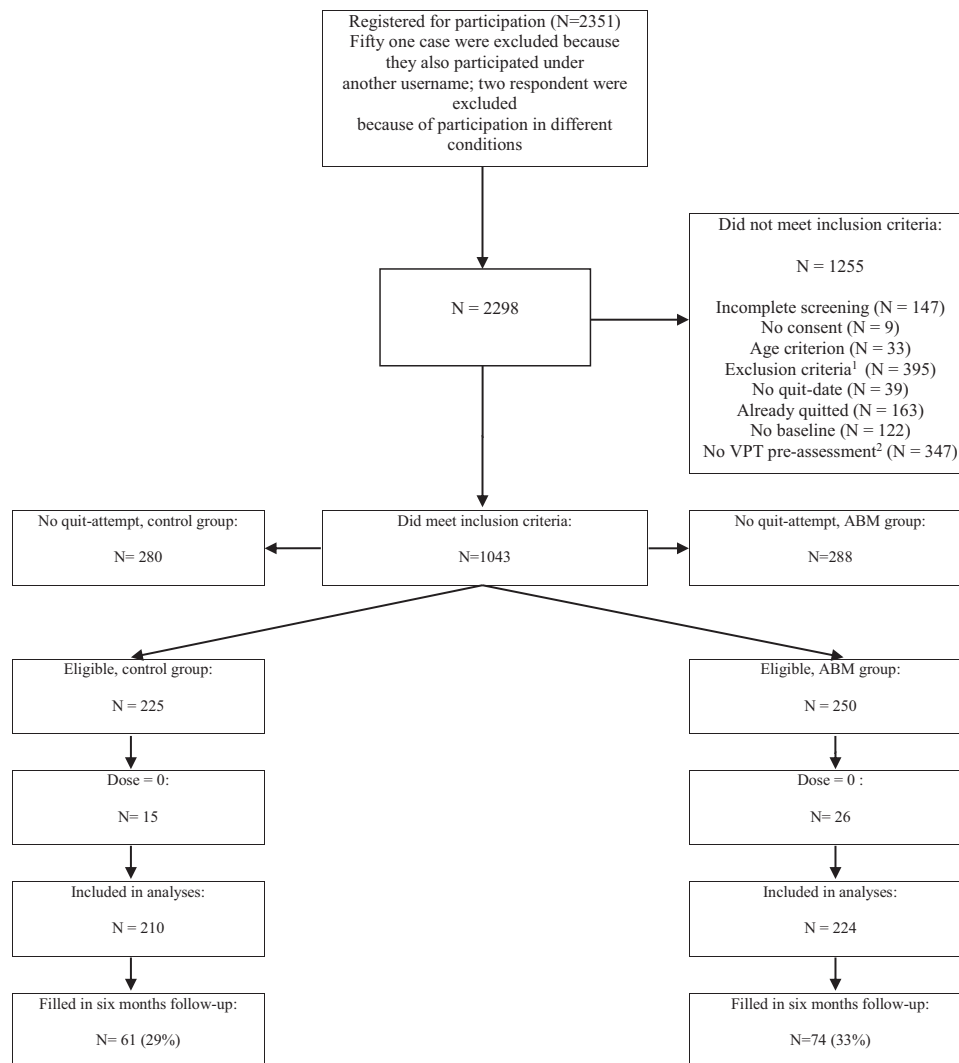 Registered for participation (N=2351)
Fifty one case were excluded because
they also participated under
another username; two respondent were
excluded
because of participation in different
conditions
Did not meet inclusion criteria:
N = 1255
Incomplete screening (N = 147)
No consent (N = 9)
Age criterion (N = 33)
Exclusion criteria¹ (N = 395)
No quit-date (N = 39)
Already quitted (N = 163)
No baseline (N = 122)
No VPT pre-assessment² (N = 347)
N = 2298
No quit-attempt, control group:
N= 280
Did meet inclusion criteria:
N=1043
No quit-attempt, ABM group:
N=288
Eligible, control group:
N = 225
Eligible, ABM group:
N = 250
Dose = 0:
N= 15
Dose = 0 :
N = 26
Included in analyses:
N = 210
Included in analyses:
N = 224
Filled in six months follow-up:
N= 61 (29%)
Filled in six months follow-up:
N=74 (33%)